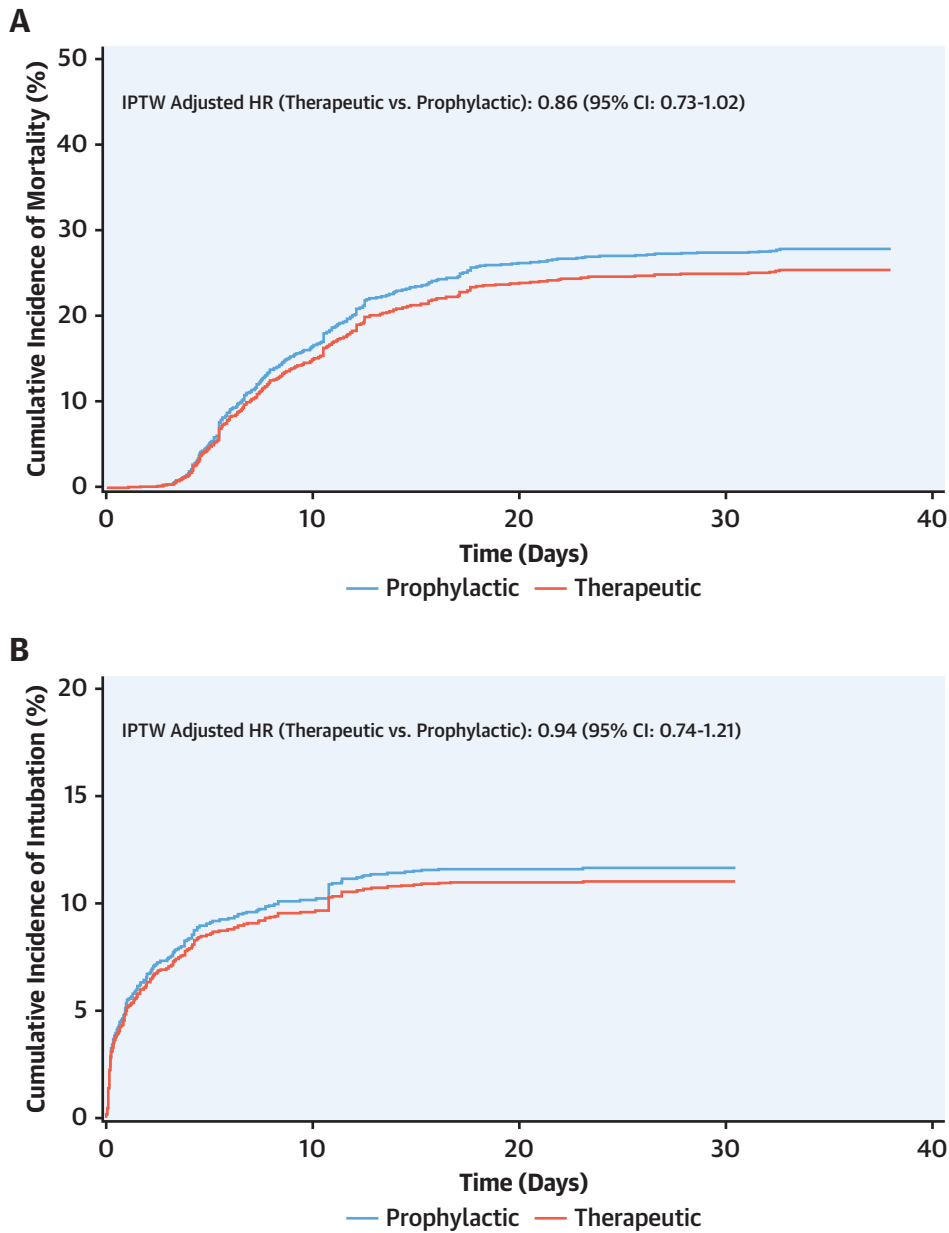 A
Cumulative Incidence of Mortality (%)
IPTW Adjusted HR (Therapeutic vs. Prophylactic): 0.86 (95% CI: 0.73-1.02)
50
40
30
20
10
0
0 10 20 30 40
Time (Days)
Prophylactic Therapeutic
B
Cumulative Incidence of Intubation (%)
IPTW Adjusted HR (Therapeutic vs. Prophylactic): 0.94 (95% CI: 0.74-1.21)
20
15
10
5
0
0 10 20 30 40
Time (Days)
Prophylactic Therapeutic